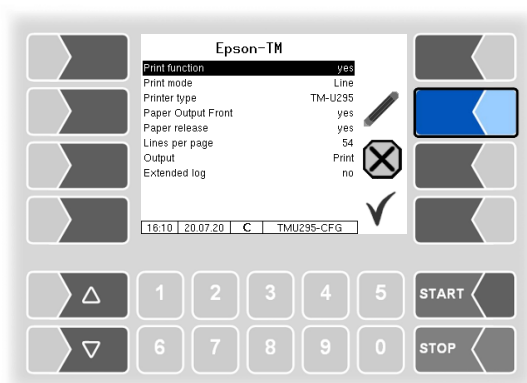 Epson-TM
Print function yes
Print mode Line
Printer type TM-U295
Paper Output Front yes
Paper release yes
Lines per page 54
Output Print
Extended log no
16:10 20.07.20 C TMU295-CFG
1 2 3 4 5 START
6 7 8 9 0 STOP